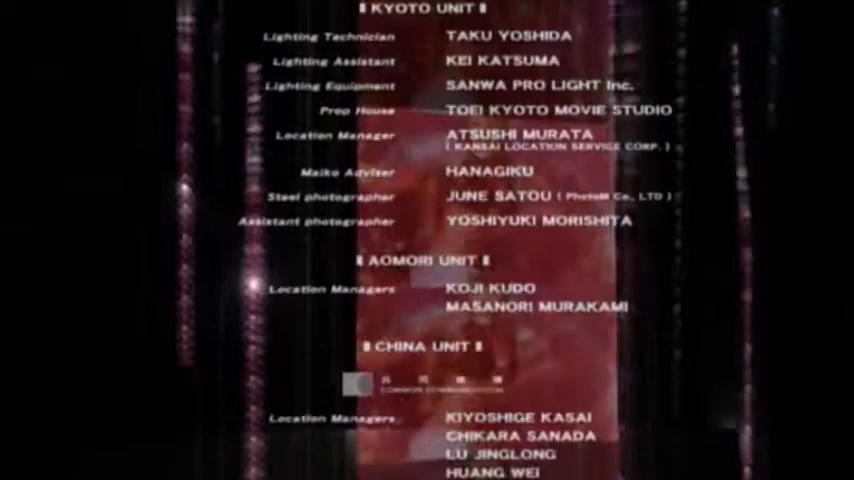 KYOTO UNIT
Lighting Technician TAKU YOSHIDA
Lighting Assistant KEI KATSUMA
Lighting Equipment SANWA PRO LIGHT Inc.
Prop House TOEI KYOTO MOVIE STUDIO
Location Manager ATSUSHI MURATA
( KANSAI LOCATION SERVICE CORP. )
Maiko Adviser HANAGIKU
Steel photographer JUNE SATOU ( Co., LTD )
Assistant photographer YOSHIYUKI MORISHITA
AOMORI UNIT
Location Managers KOJI KUDO
MASANORI MURAKAMI
CHINA UNIT
Location Managers KIYOSHIGE KASAI
CHIKARA SANADA
LU JINGLONG
HUANG WEI